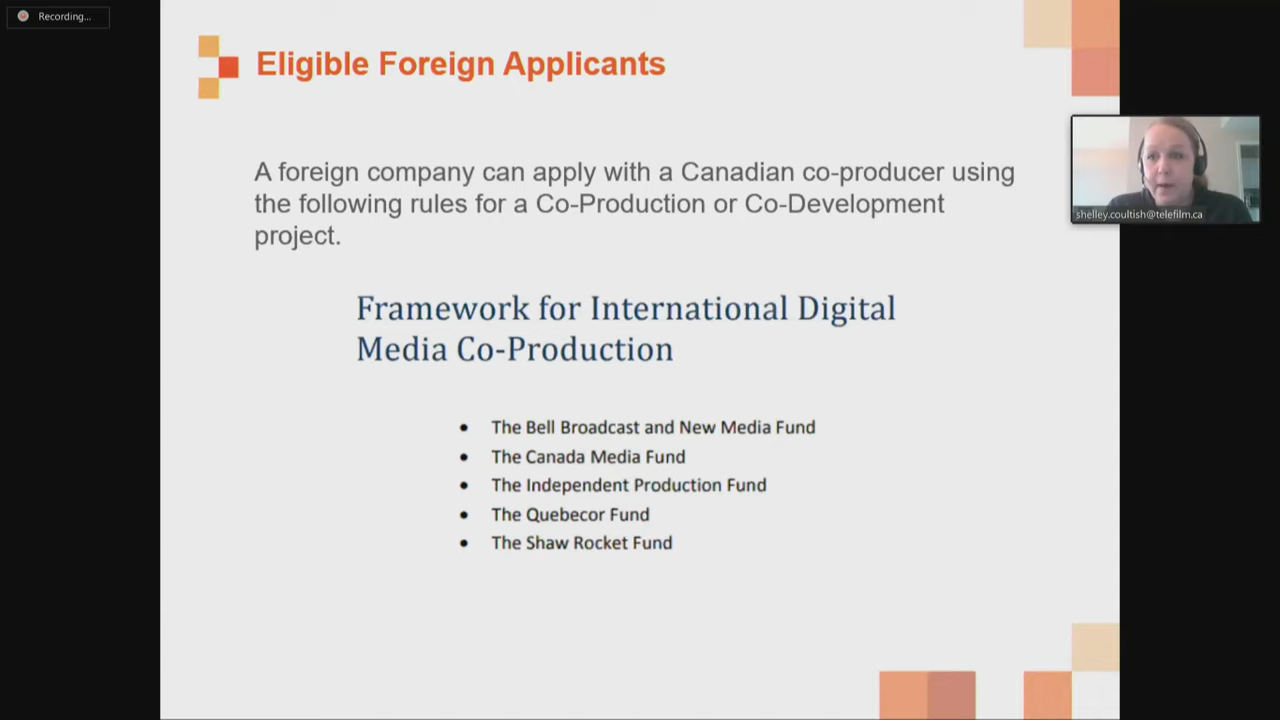 Recording...
Eligible Foreign Applicants
A foreign company can apply with a Canadian co-producer using
the following rules for a Co-Production or Co-Development
project.
shelley.coultish@telefilm.ca
Framework for International Digital
Media Co-Production
• The Bell Broadcast and New Media Fund
• The Canada Media Fund
• The Independent Production Fund
• The Quebecor Fund
• The Shaw Rocket Fund